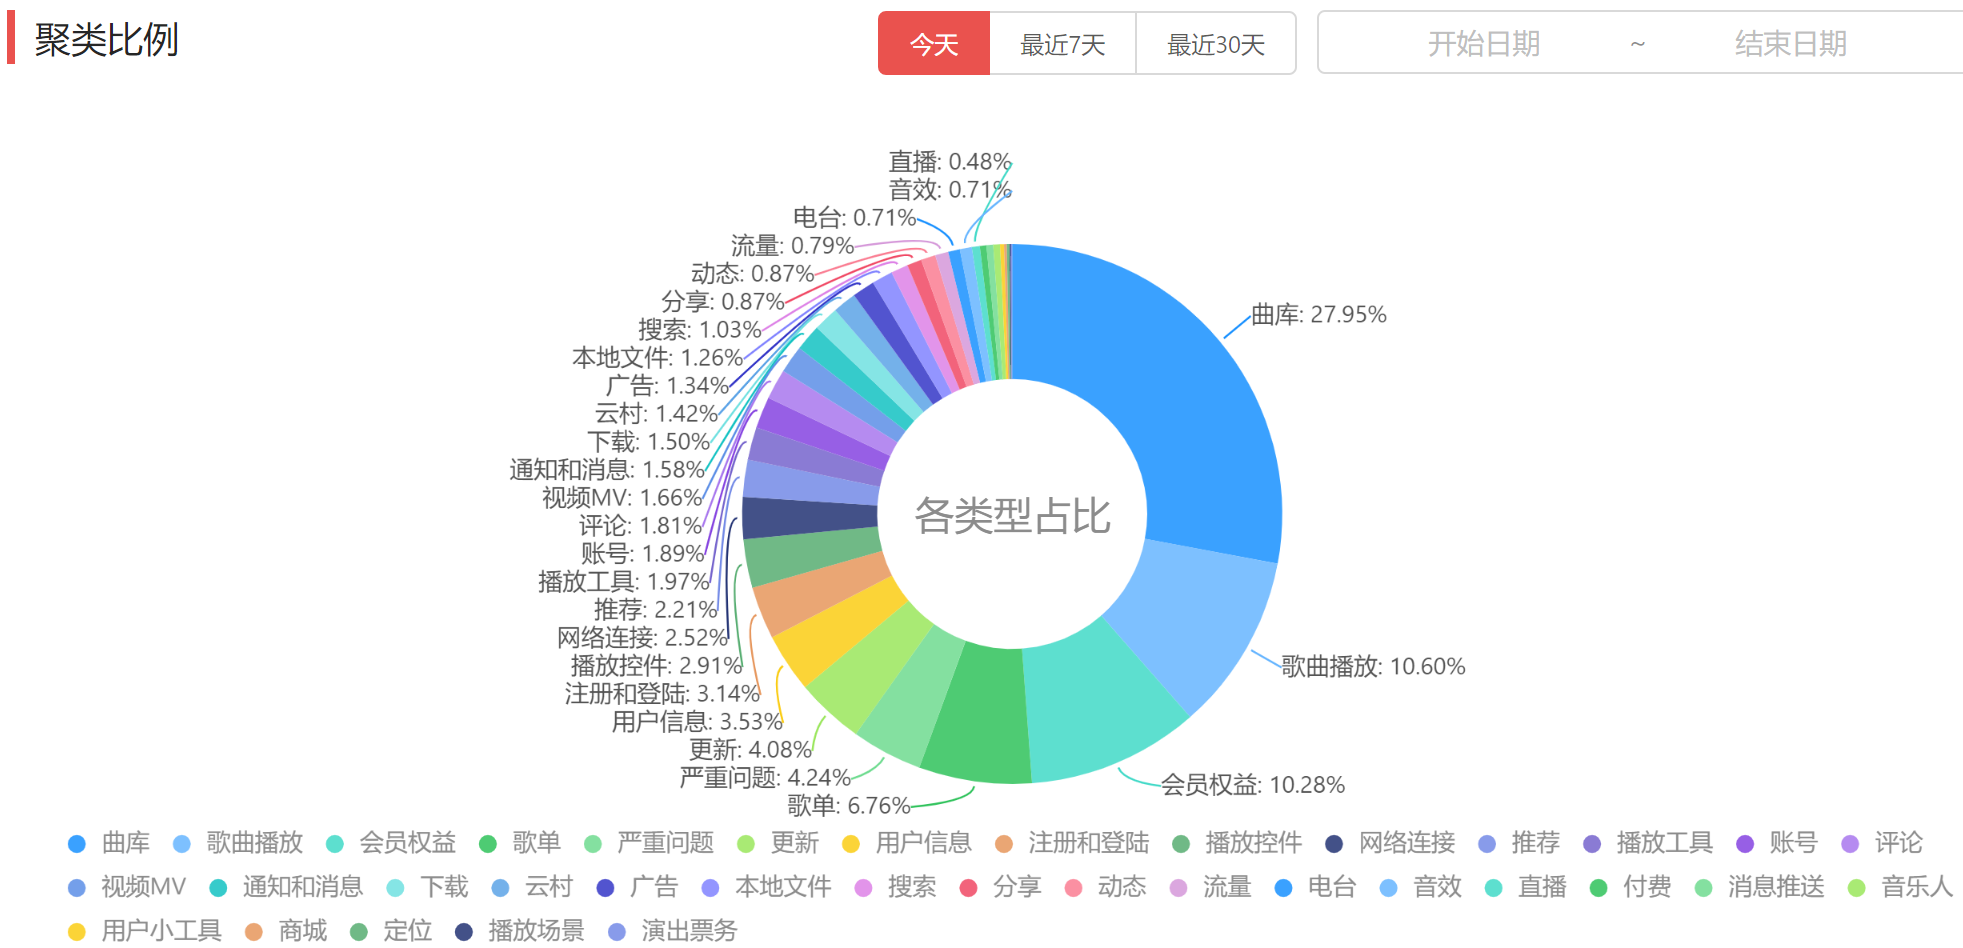 聚类比例
今天 最近7天 最近30天 开始日期 ~ 结束日期
直播: 0.48%
音效: 0.71%
电台: 0.71%
流量: 0.79%
动态: 0.87%
分享: 0.87%
搜索: 1.03%
本地文件: 1.26%
广告: 1.34%
云村: 1.42%
下载: 1.50%
通知和消息: 1.58%
视频MV: 1.66%
评论: 1.81%
账号: 1.89%
播放工具: 1.97%
推荐: 2.21%
网络连接: 2.52%
播放控件: 2.91%
注册和登陆: 3.14%
用户信息: 3.53%
更新: 4.08%
严重问题: 4.24%
歌单: 6.76%
曲库: 27.95%
歌曲播放: 10.60%
会员权益: 10.28%
各类型占比
曲库 歌曲播放 会员权益 歌单 严重问题 更新 用户信息 注册和登陆 播放控件 网络连接 推荐 播放工具 账号 评论
视频MV 通知和消息 下载 云村 广告 本地文件 搜索 分享 动态 流量 电台 音效 直播 付费 消息推送 音乐人
用户小工具 商城 定位 播放场景 演出票务